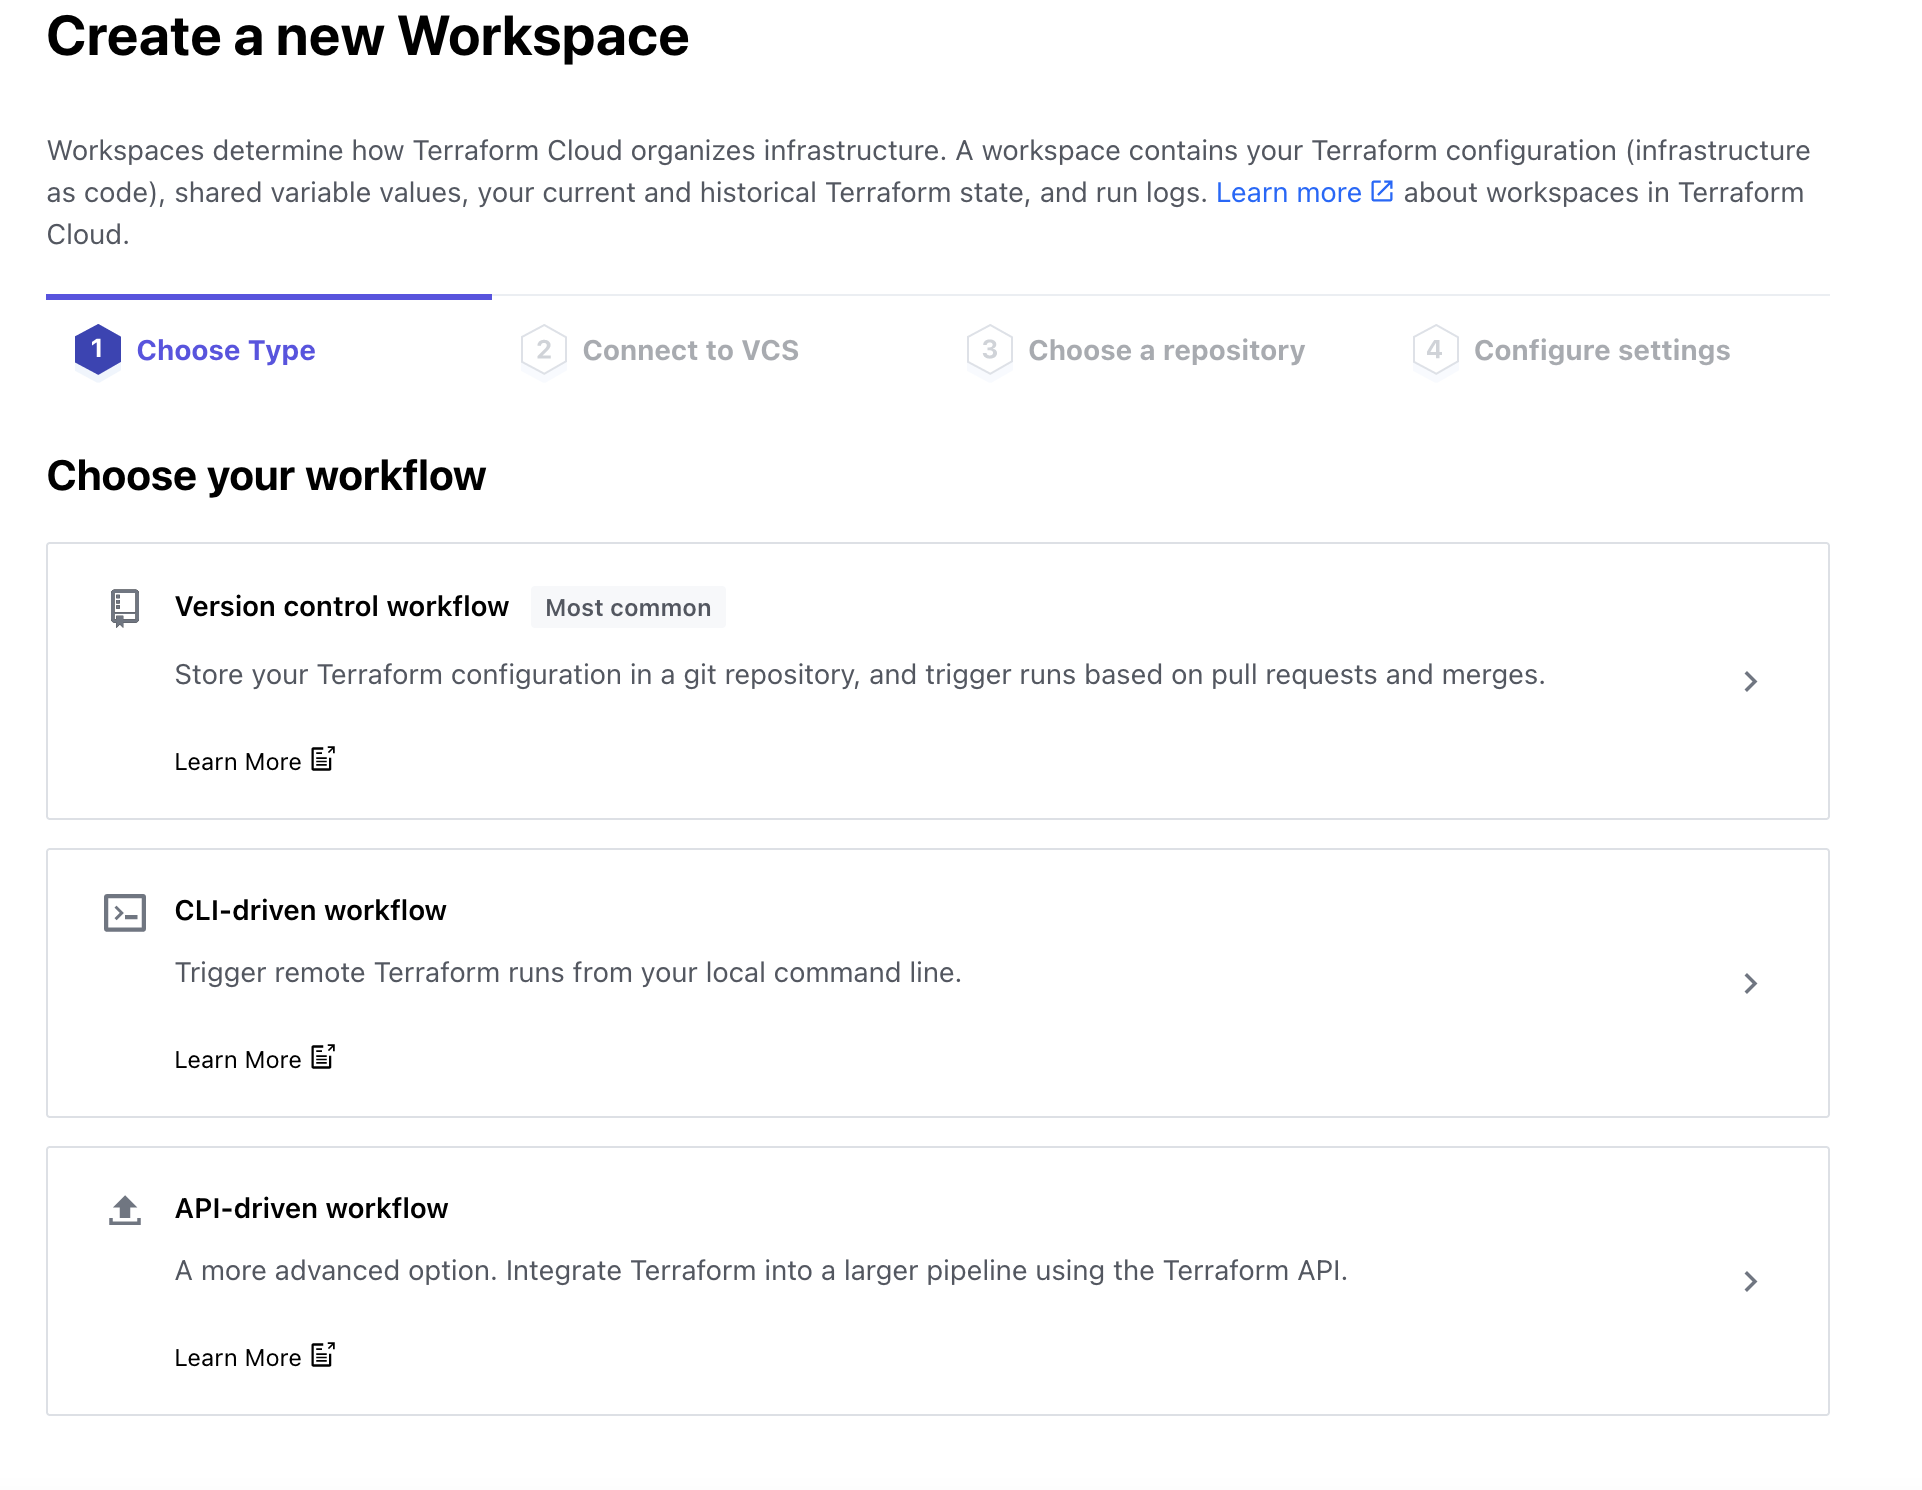 Create a new Workspace
Workspaces determine how Terraform Cloud organizes infrastructure. A workspace contains your Terraform configuration (infrastructure
as code), shared variable values, your current and historical Terraform state, and run logs. Learn more about workspaces in Terraform
Cloud.
1 Choose Type
2 Connect to VCS
3 Choose a repository
4 Configure settings
Choose your workflow
Version control workflow Most common
Store your Terraform configuration in a git repository, and trigger runs based on pull requests and merges.
Learn More
CLI-driven workflow
Trigger remote Terraform runs from your local command line.
Learn More
API-driven workflow
A more advanced option. Integrate Terraform into a larger pipeline using the Terraform API.
Learn More